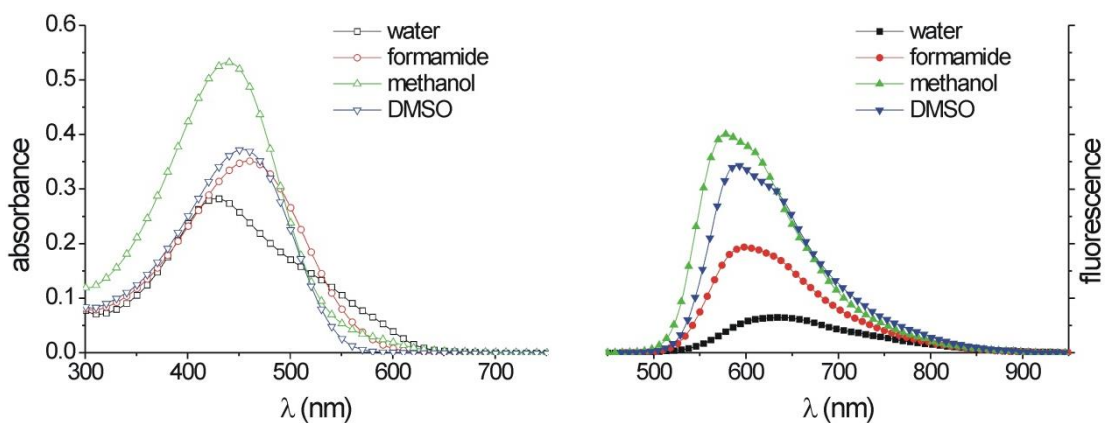 0.6
0.5
0.4
0.3
0.2
0.1
0.0
absorbance
300
400
500
600
700
λ (nm)
water
formamide
methanol
DMSO
water
formamide
methanol
DMSO
500
600
700
800
900
λ (nm)
fluorescence